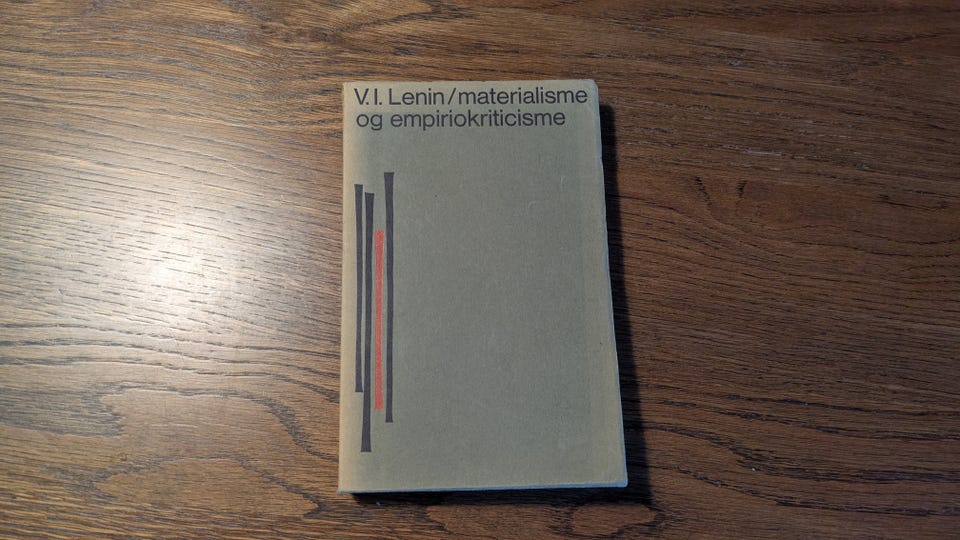 V.I. Lenin/materialisme
og empiriokriticisme